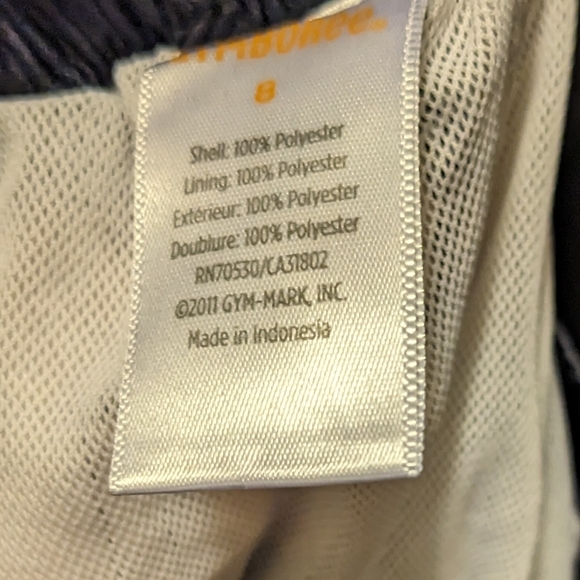 GYMBOREE
8
Shell: 100% Polyester
Lining: 100% Polyester
Extérieur: 100% Polyester
Doublure: 100% Polyester
RN70530/CA31802
©2011 GYM-MARK, INC.
Made in Indonesia